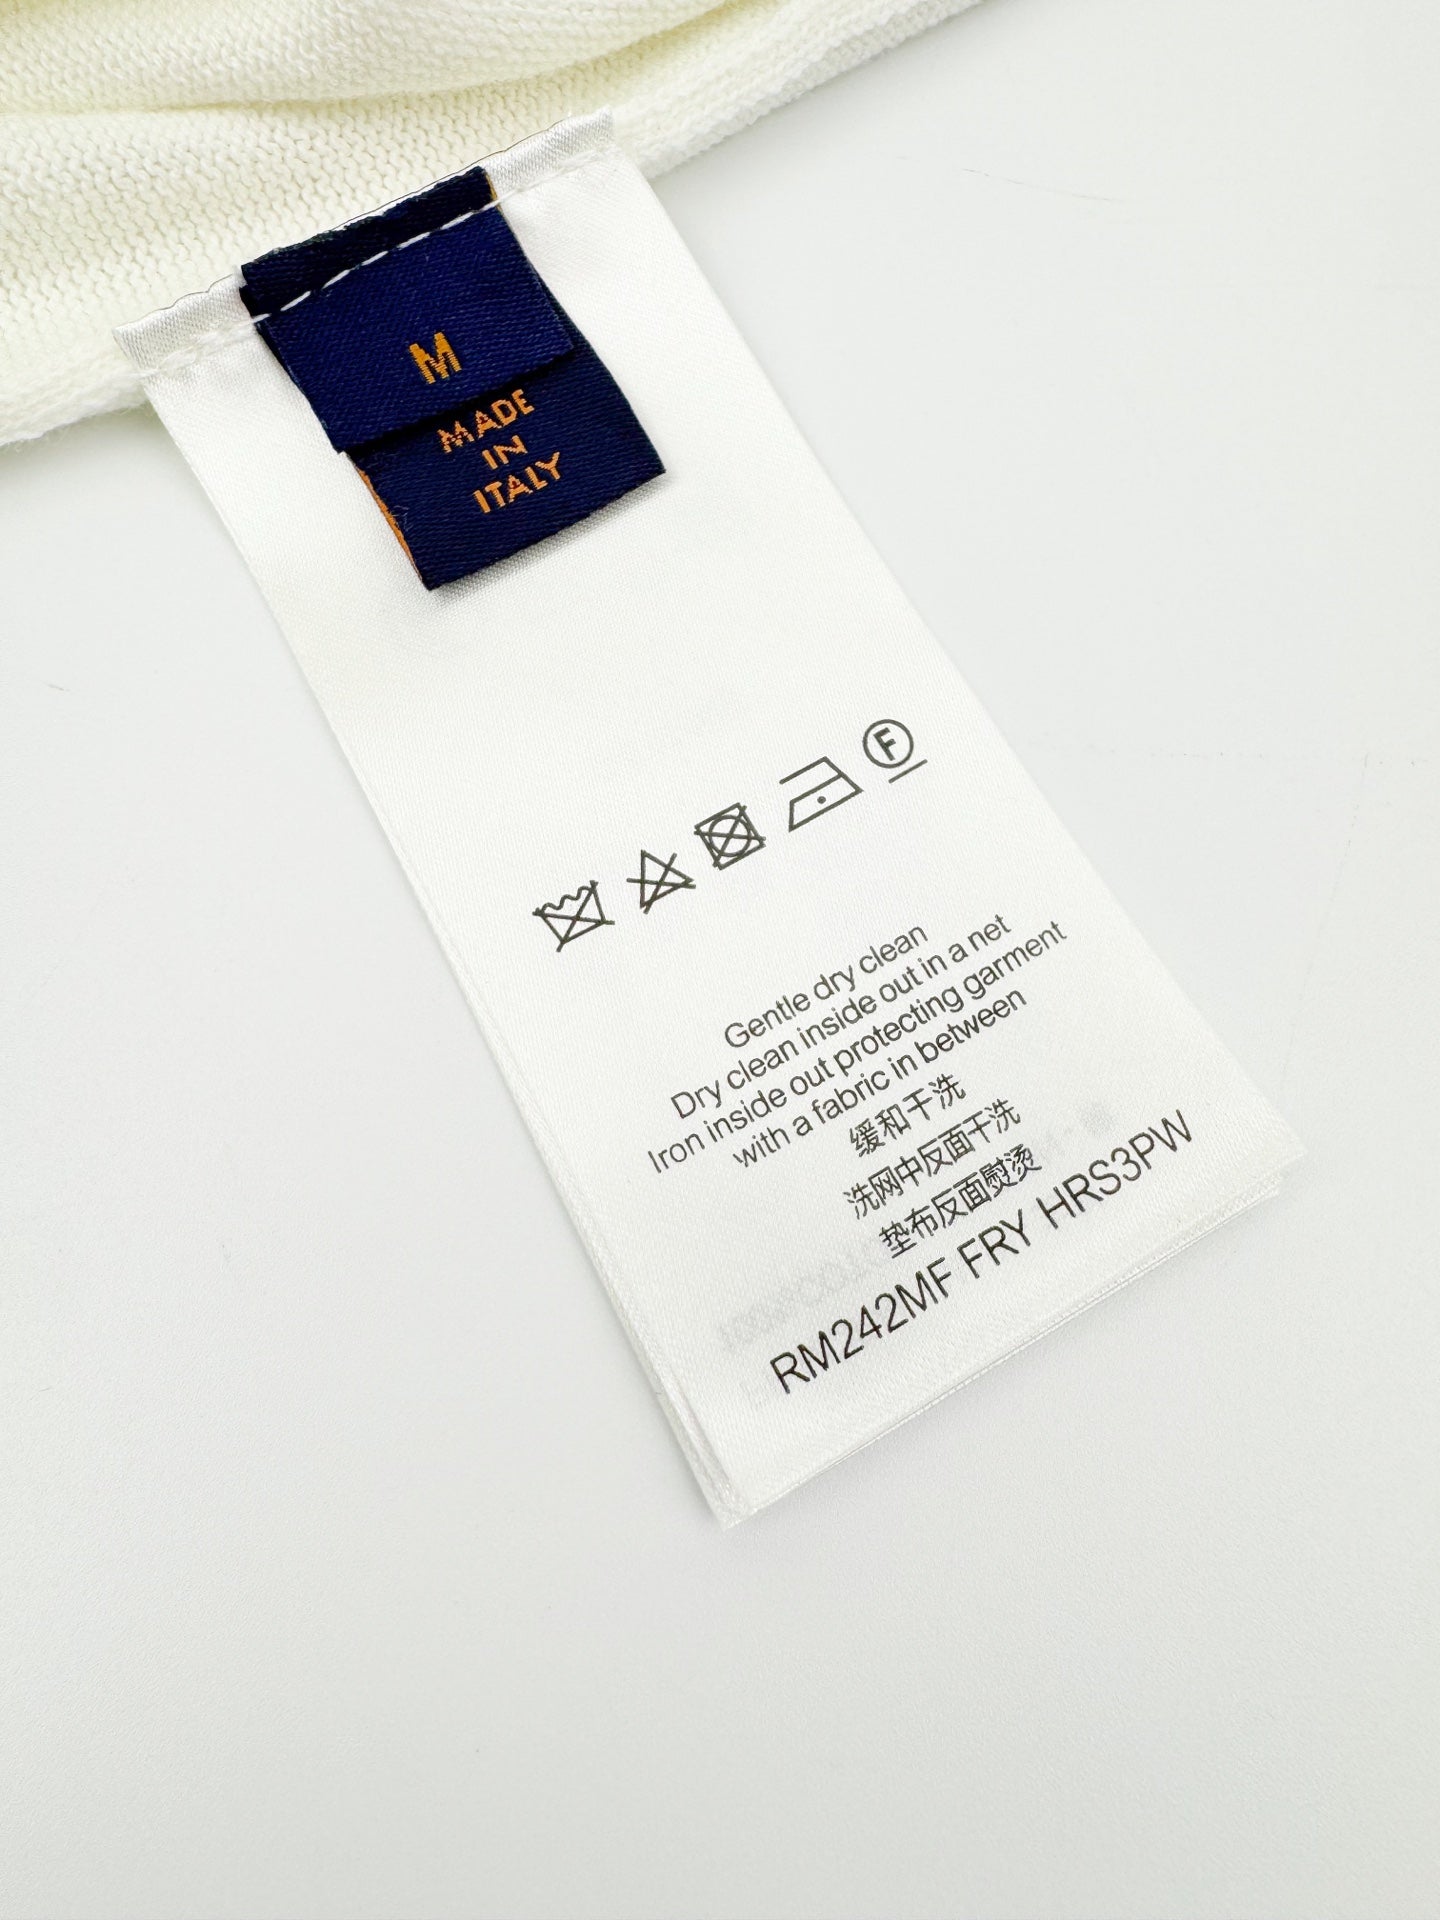 M
MADE
IN
ITALY
F
Gentle dry clean
Dry clean inside out in a net
Iron inside out protecting garment
with a fabric in between
缓和干洗
洗网中反面干洗
垫布反面熨烫
RM242MF FRY HRS3PW